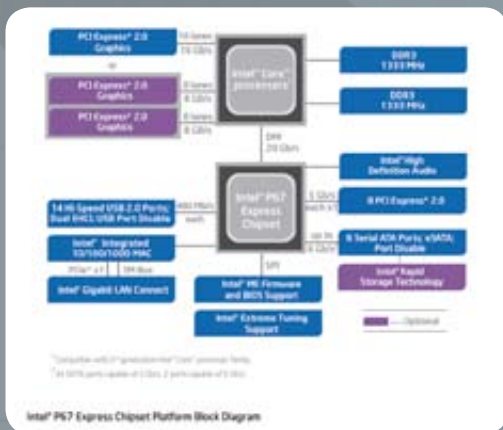 PCI Express* 2.0
Graphics
16 lanes
16 Gb/s
or
PCI Express* 2.0
Graphics
8 lanes
8 Gb/s
PCI Express* 2.0
Graphics
8 lanes
8 Gb/s
Intel® Core™
processors
DDR3
1333 MHz
DDR3
1333 MHz
DMI
20 Gb/s
Intel® P67
Express
Chipset
Intel® High
Definition Audio
5 Gb/s
each x1
8 PCI Express* 2.0
14 Hi-Speed USB 2.0 Ports;
Dual EHCI; USB Port Disable
480 Mb/s
each
Intel® Integrated
10/100/1000 MAC
PCIe* x1
SM Bus
Intel® Gigabit LAN Connect
up to
6 Gb/s
6 Serial ATA Ports; eSATA;
Port Disable
Intel® Rapid
Storage Technology
SPI
Intel® ME Firmware
and BIOS Support
Intel® Extreme Tuning
Support
Optional
Intel® P67 Express Chipset Platform Block Diagram